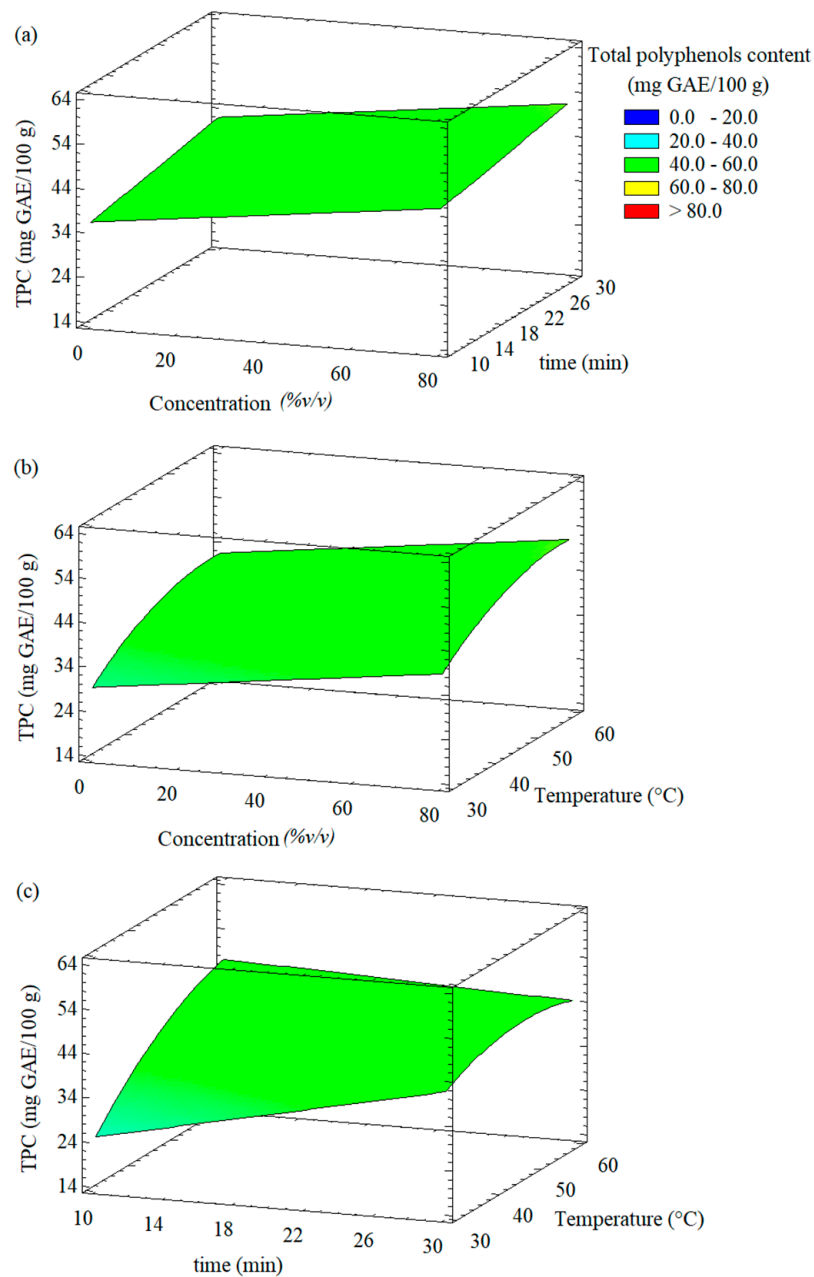 (a)
Total polyphenols content
(mg GAE/100 g)
0.0 - 20.0
20.0 - 40.0
40.0 - 60.0
60.0 - 80.0
> 80.0
TPC (mg GAE/100 g)
64
54
44
34
24
14
0 20 40 60 80
Concentration (%v/v)
10 14 18 22 26 30
time (min)
(b)
TPC (mg GAE/100 g)
64
54
44
34
24
14
0 20 40 60 80
Concentration (%v/v)
30 40 50 60
Temperature (°C)
(c)
TPC (mg GAE/100 g)
64
54
44
34
24
14
10 14 18 22 26 30
time (min)
30 40 50 60
Temperature (°C)